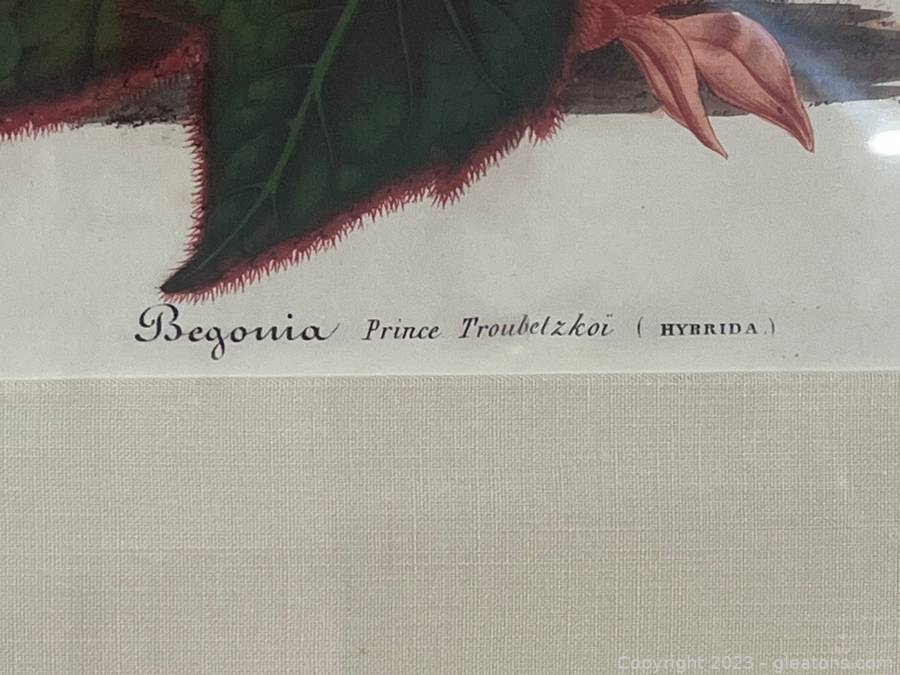 Begonia Prince Troubetzkoï ( HYBRIDA.)
Copyright 2023 - gleatons.com